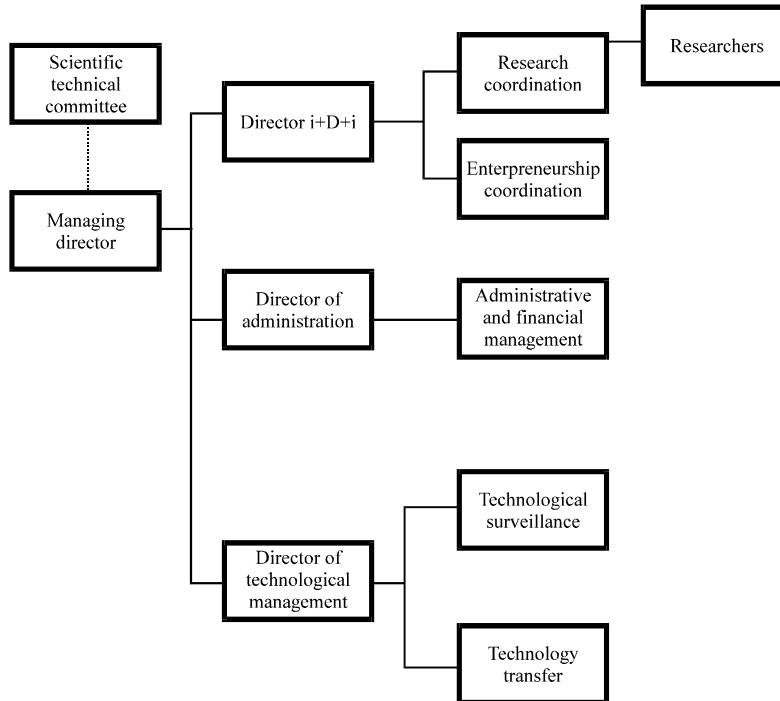 Scientific
technical
committee
Managing
director
Director i+D+i
Research
coordination
Researchers
Enterpreneurship
coordination
Director of
administration
Administrative
and financial
management
Director of
technological
management
Technological
surveillance
Technology
transfer